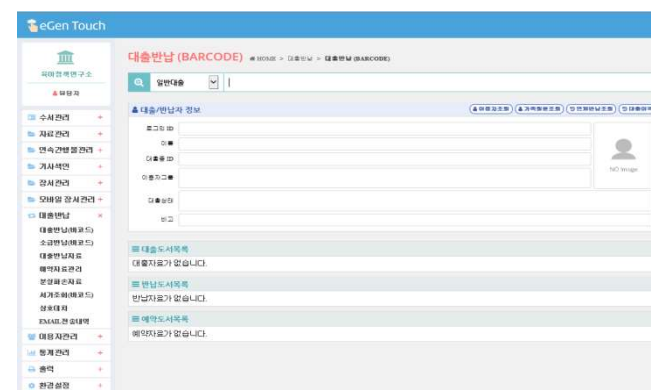 eGen Touch
육아정책연구소
담당자
수서관리 +
자료관리 +
연속간행물관리 +
기사색인 +
장서관리 +
모바일 장서관리 +
대출반납
대출반납(바코드)
소급반납(바코드)
대출반납자료
예약자료관리
분실파손자료
서가조회(바코드)
상호대차
EMAIL전송내역
이용자관리 +
통계관리 +
출력 +
환경설정 +
대출반납 (BARCODE) HOME > 대출반납 > 대출반납 (BARCODE)
일반대출
대출/반납자 정보
로그인 ID
이름
대출증 ID
이용자그룹
대출상태
비고
NO Image
대출도서목록
대출자료가 없습니다.
반납도서목록
반납자료가 없습니다.
예약도서목록
예약자료가 없습니다.